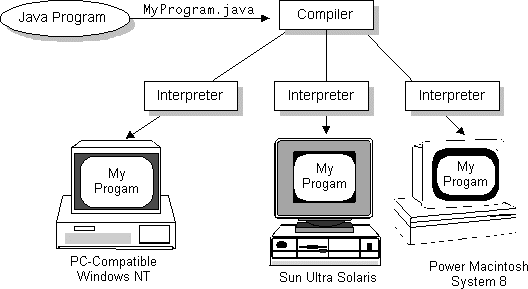 Java Program
MyProgram.java
Compiler
Interpreter
Interpreter
Interpreter
My
Progam
My
Progam
My
Progam
PC-Compatible
Windows NT
Sun Ultra Solaris
Power Macintosh
System 8